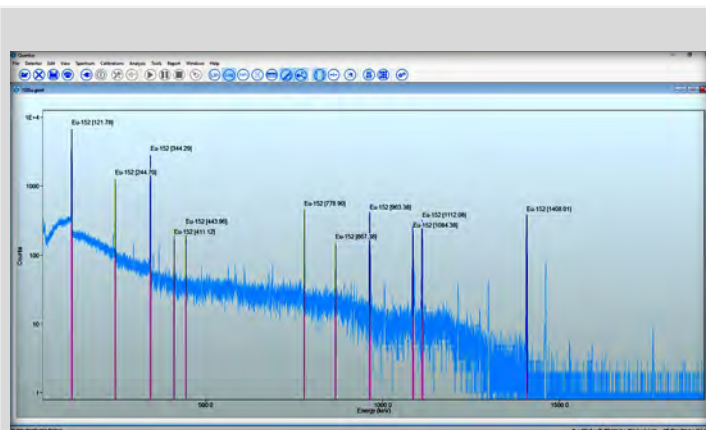 Quantus
File Detector Edit View Spectrum Calibrations Analysis Tools Report Windows Help
1E+4
Eu-152 [121.78]
Eu-152 [344.29]
Eu-152 [244.70]
1000
Eu-152 [778.90]
Eu-152 [963.38]
Eu-152 [1112.08]
Eu-152 [1408.01]
Eu-152 [443.96]
Eu-152 [411.12]
Eu-152 [867.38]
Eu-152 [1084.38]
Counts
100
10
1
500.0
1000.0
1500.0
Energy (keV)